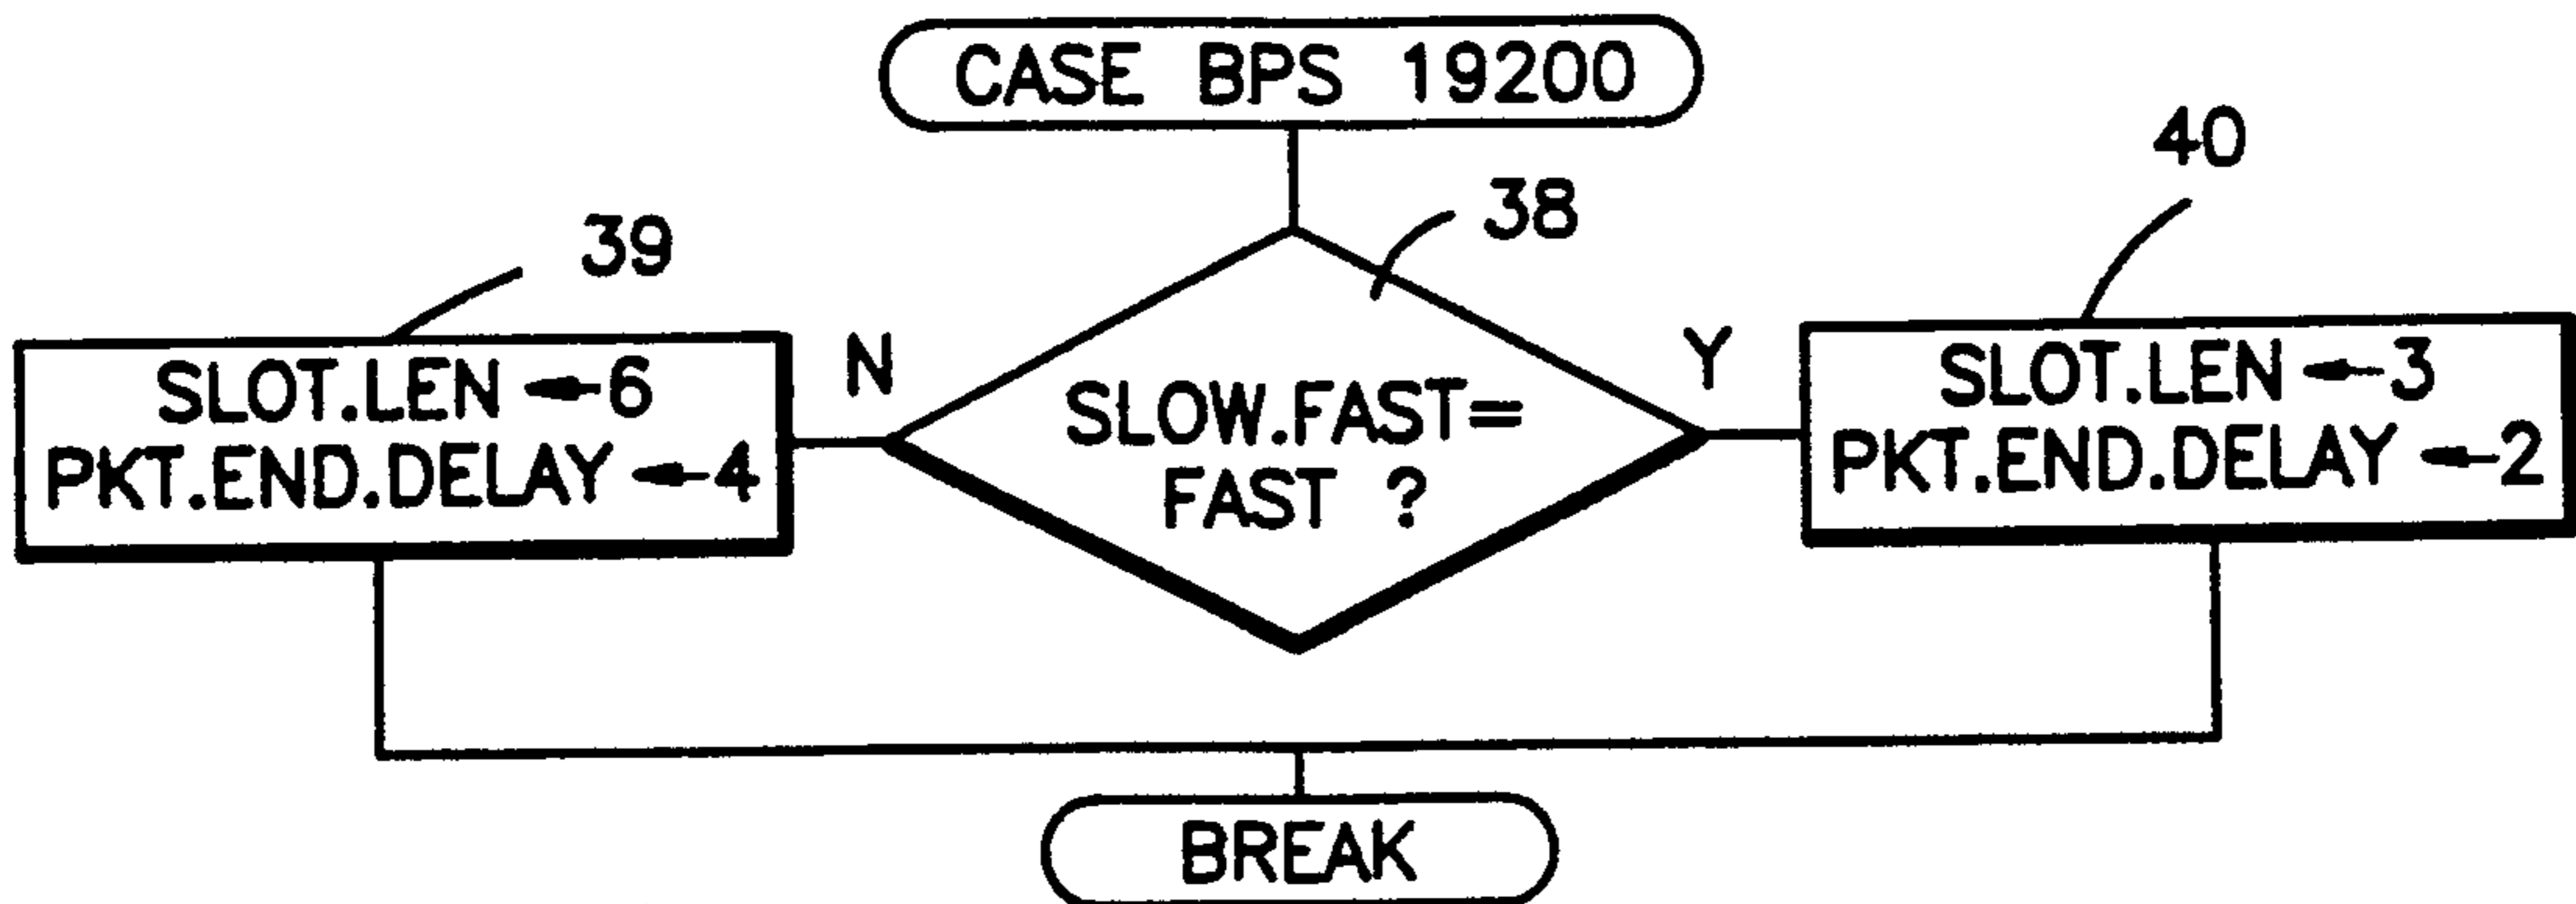 CASE BPS 19200
40
38
39
N
Y
SLOT.LEN ←6
PKT.END.DELAY ←4
SLOW.FAST=
FAST ?
SLOT.LEN ←3
PKT.END.DELAY ←2
BREAK